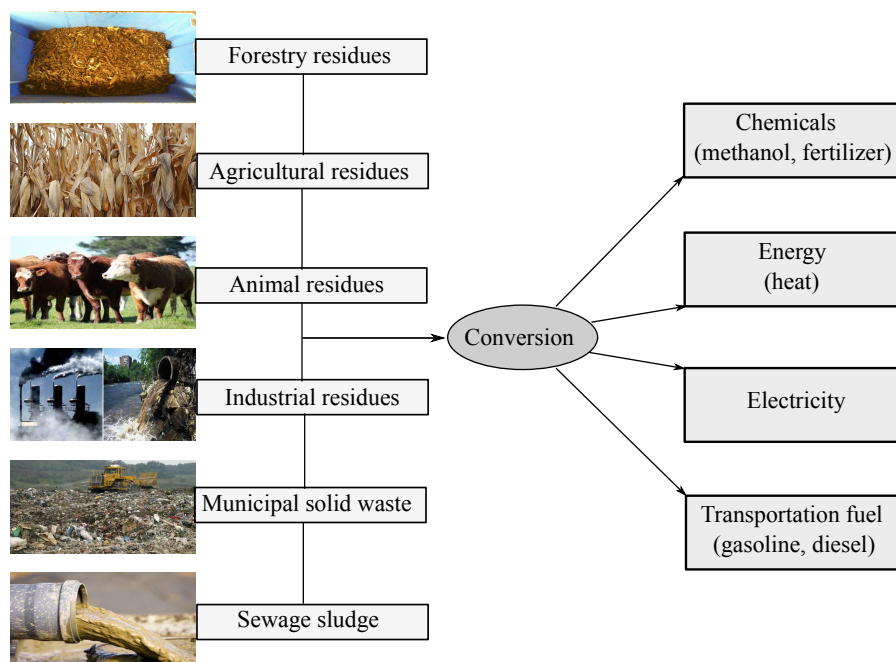 Forestry residues
Agricultural residues
Animal residues
Industrial residues
Municipal solid waste
Sewage sludge
Conversion
Chemicals
(methanol, fertilizer)
Energy
(heat)
Electricity
Transportation fuel
(gasoline, diesel)